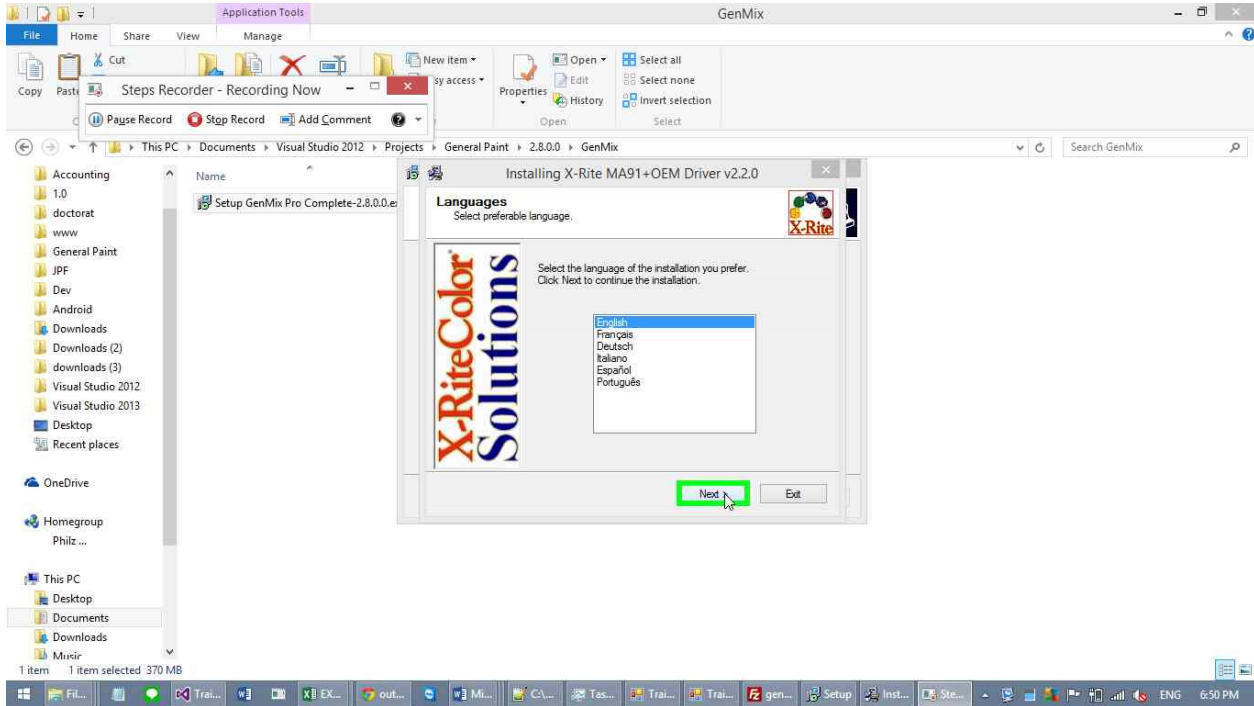 Application Tools
GenMix
File
Home
Share
View
Manage
Copy
Cut
New item
Properties
Open
Edit
History
Select all
Select none
Invert selection
Open
Select
Steps Recorder - Recording Now
Pause Record
Stop Record
Add Comment
This PC
Documents
Visual Studio 2012
Projects
General Paint
2.8.0.0
GenMix
Search GenMix
Accounting
1.0
doctorat
www
General Paint
JPF
Dev
Android
Downloads
Downloads (2)
downloads (3)
Visual Studio 2012
Visual Studio 2013
Desktop
Recent places
OneDrive
Homegroup
Philz ...
This PC
Desktop
Documents
Downloads
Music
Name
Setup GenMix Pro Complete-2.8.0.0.e
Installing X-Rite MA91+OEM Driver v2.2.0
Languages
Select preferable language.
X-Rite
X-RiteColor
Solutions
Select the language of the installation you prefer.
Click Next to continue the installation.
English
Français
Deutsch
Italiano
Español
Português
Next >
Exit
1 item
1 item selected 370 MB
Fil...
Trai...
EX...
out...
Mi...
C:\...
Tas...
Trai...
Trai...
gen...
Setup
Inst...
Ste...
ENG
6:50 PM